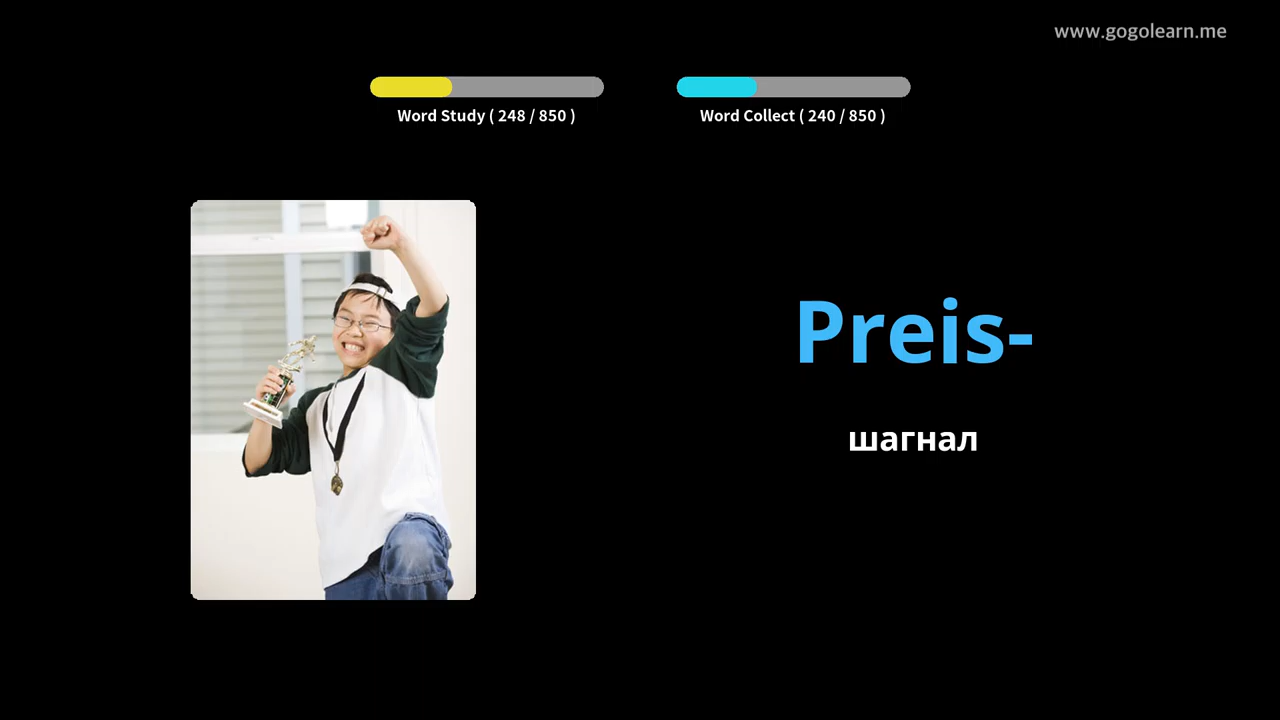 www.gogolearn.me
Word Study ( 248 / 850 )
Word Collect ( 240 / 850 )
Preis-
шагнал